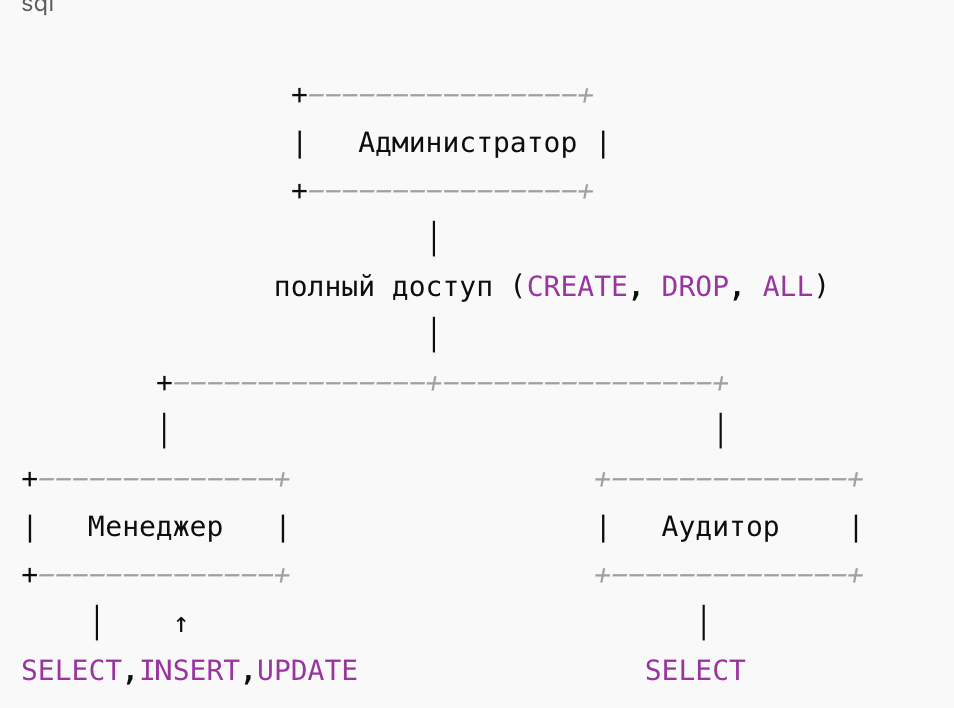 sql
+----------------+
|   Администратор |
+----------------+
|
полный доступ (CREATE, DROP, ALL)
|
+---------------+----------------+
|                                |
+--------------+                  +--------------+
|   Менеджер   |                  |   Аудитор    |
+--------------+                  +--------------+
|    ↑                              |
SELECT,INSERT,UPDATE                 SELECT